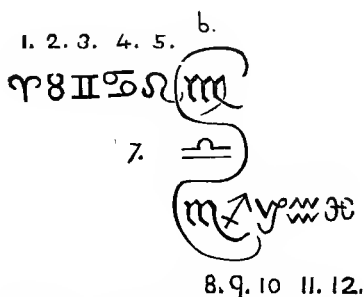 6.
1. 2. 3. 4. 5.
♈♉♊♋♌♍
7. ♎
♏♐♑♒♓
8. 9. 10 11. 12.